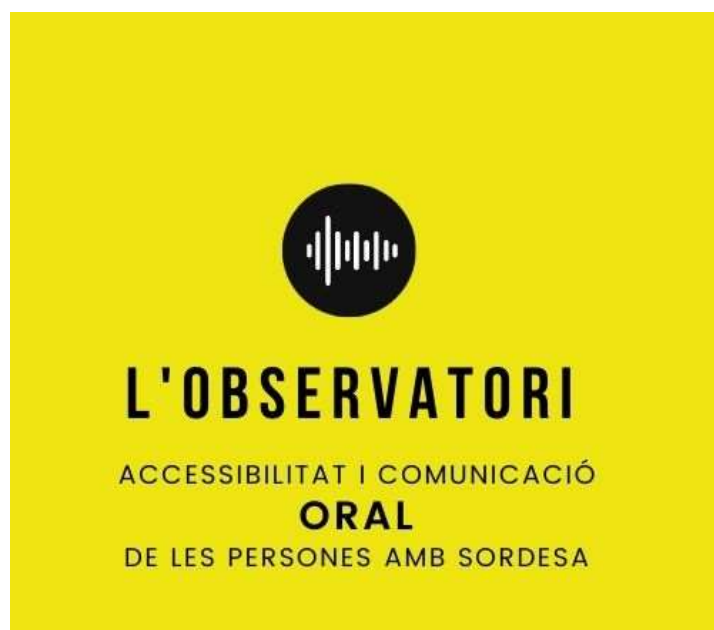 L'OBSERVATORI
ACCESSIBILITAT I COMUNICACIÓ
ORAL
DE LES PERSONES AMB SORDESA